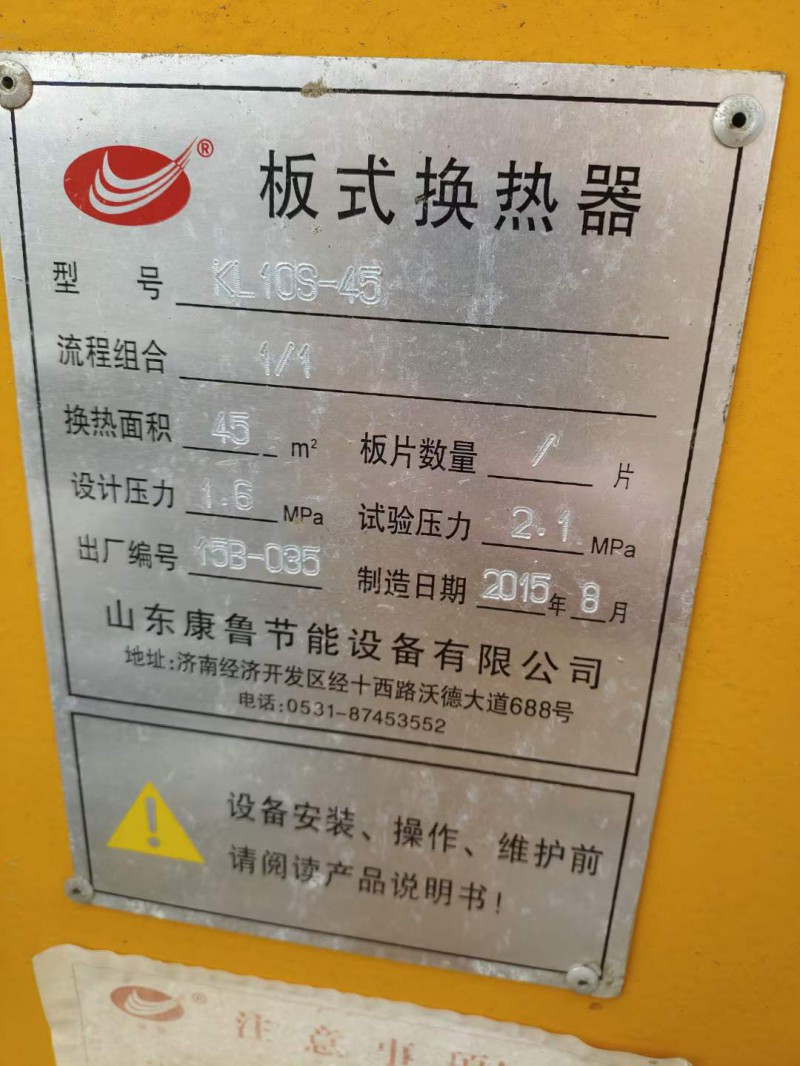 ®
板式换热器
型 号 KL10S-45
流程组合 1/1
换热面积 45 m² 板片数量 / 片
设计压力 1.6 MPa 试验压力 2.1 MPa
出厂编号 15B-035 制造日期 2015年 8月
山东康鲁节能设备有限公司
地址:济南经济开发区经十西路沃德大道688号
电话:0531-87453552
设备安装、操作、维护前
请阅读产品说明书!
®
注意事项